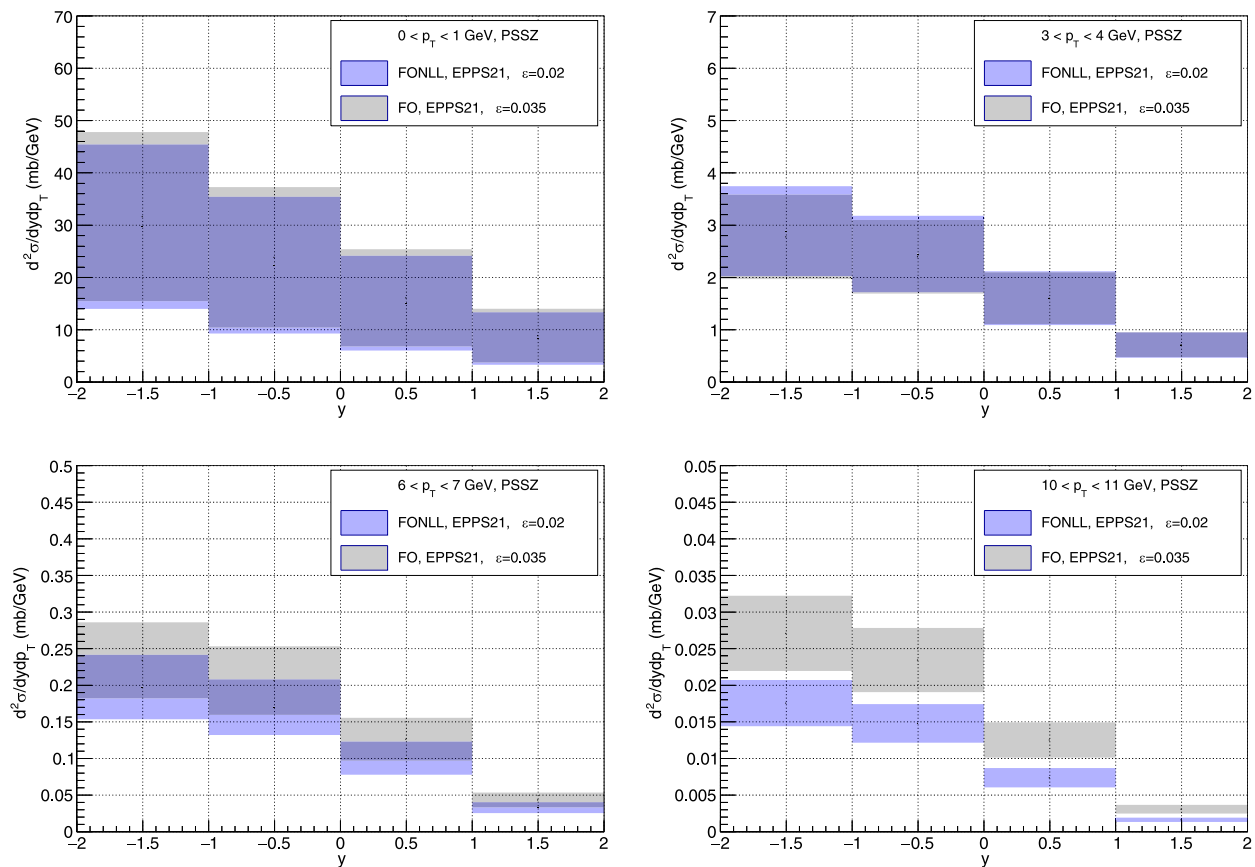 0 < p_T < 1 GeV, PSSZ
FONLL, EPPS21, ε=0.02
FO, EPPS21, ε=0.035
d²σ/dydp_T (mb/GeV)
70
60
50
40
30
20
10
0
−2 −1.5 −1 −0.5 0 0.5 1 1.5 2
y
3 < p_T < 4 GeV, PSSZ
FONLL, EPPS21, ε=0.02
FO, EPPS21, ε=0.035
d²σ/dydp_T (mb/GeV)
7
6
5
4
3
2
1
0
−2 −1.5 −1 −0.5 0 0.5 1 1.5 2
y
6 < p_T < 7 GeV, PSSZ
FONLL, EPPS21, ε=0.02
FO, EPPS21, ε=0.035
d²σ/dydp_T (mb/GeV)
0.5
0.45
0.4
0.35
0.3
0.25
0.2
0.15
0.1
0.05
0
−2 −1.5 −1 −0.5 0 0.5 1 1.5 2
y
10 < p_T < 11 GeV, PSSZ
FONLL, EPPS21, ε=0.02
FO, EPPS21, ε=0.035
d²σ/dydp_T (mb/GeV)
0.05
0.045
0.04
0.035
0.03
0.025
0.02
0.015
0.01
0.005
0
−2 −1.5 −1 −0.5 0 0.5 1 1.5 2
y